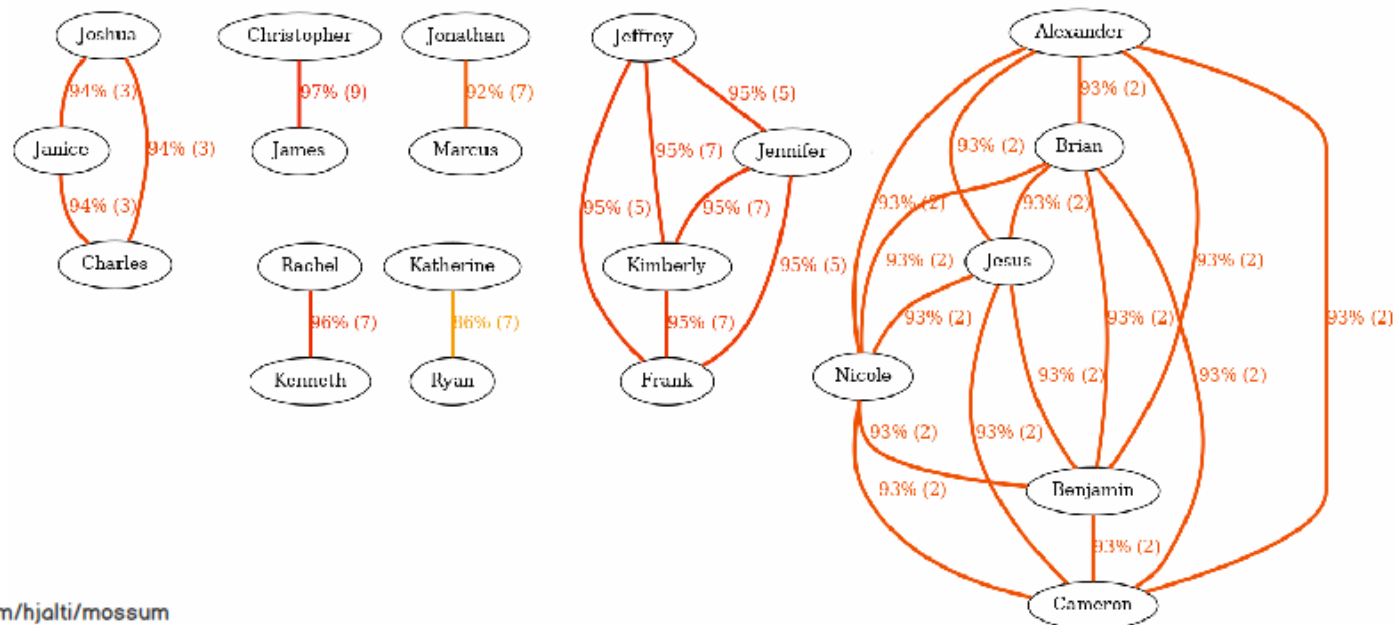 Joshua
Christopher
Jonathan
Jeffrey
Alexander
94% (3)
97% (9)
92% (7)
95% (5)
93% (2)
Janice
94% (3)
James
Marcus
95% (7)
Jennifer
93% (2)
Brian
94% (3)
95% (5)
95% (7)
93% (2)
93% (2)
Charles
Rachel
Katherine
Kimberly
95% (5)
93% (2)
Jesus
93% (2)
96% (7)
86% (7)
95% (7)
93% (2)
93% (2)
93% (2)
Kenneth
Ryan
Frank
Nicole
93% (2)
93% (2)
93% (2)
93% (2)
93% (2)
Benjamin
93% (2)
Cameron
m/hjalti/mossum